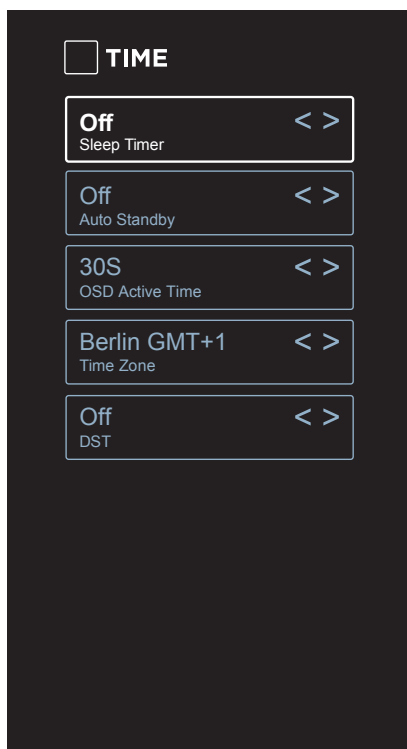 TIME
Off < >
Sleep Timer
Off < >
Auto Standby
30S < >
OSD Active Time
Berlin GMT+1 < >
Time Zone
Off < >
DST